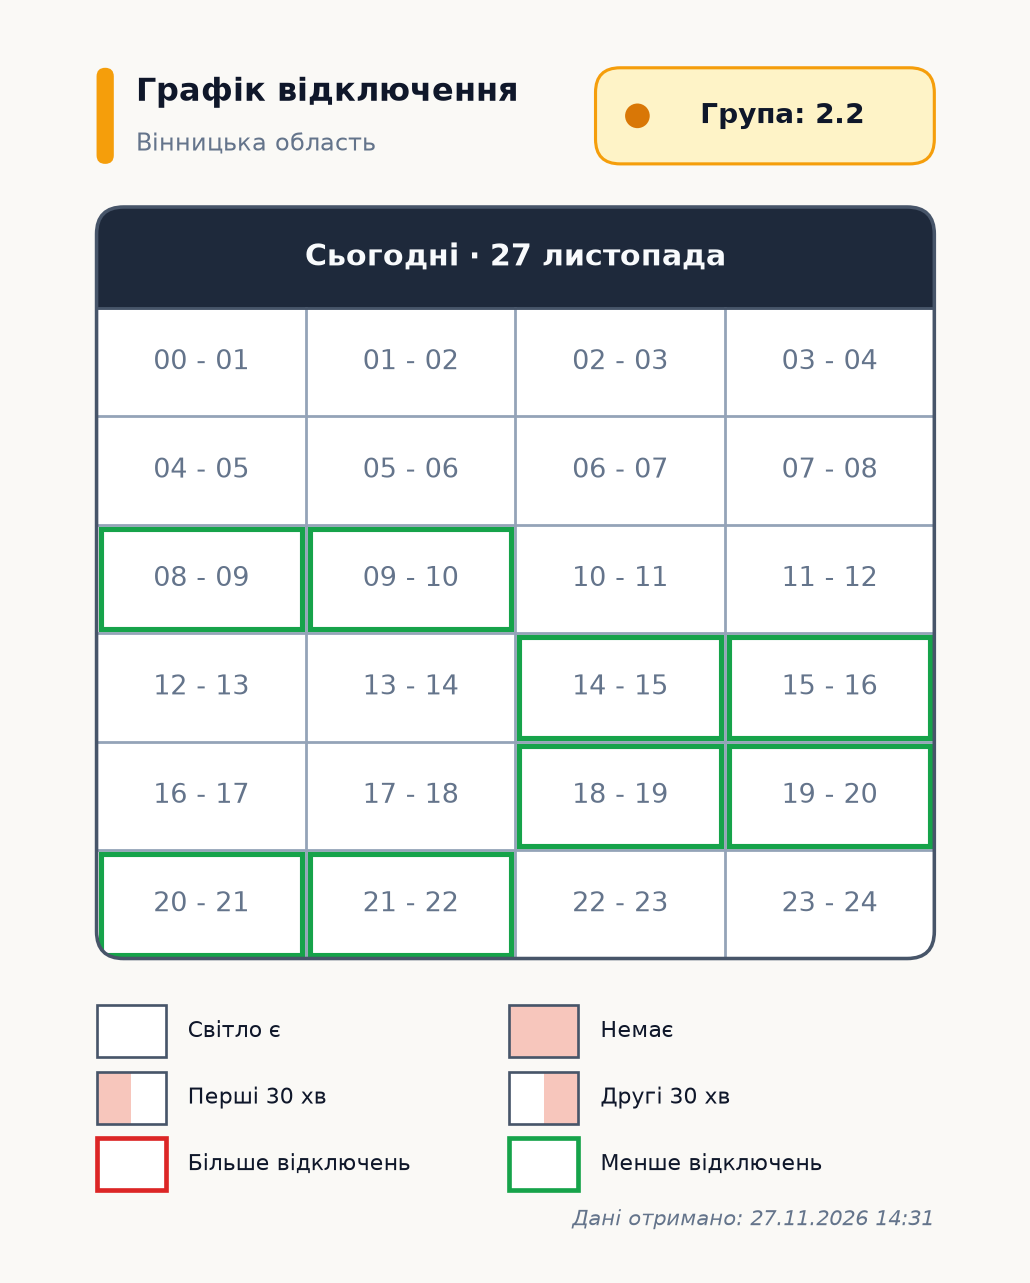 Графік відключення
Вінницька область
Група: 2.2
Сьогодні · 27 листопада
00 - 01 01 - 02 02 - 03 03 - 04
04 - 05 05 - 06 06 - 07 07 - 08
08 - 09 09 - 10 10 - 11 11 - 12
12 - 13 13 - 14 14 - 15 15 - 16
16 - 17 17 - 18 18 - 19 19 - 20
20 - 21 21 - 22 22 - 23 23 - 24
Світло є Немає
Перші 30 хв Другі 30 хв
Більше відключень Менше відключень
Дані отримано: 27.11.2026 14:31